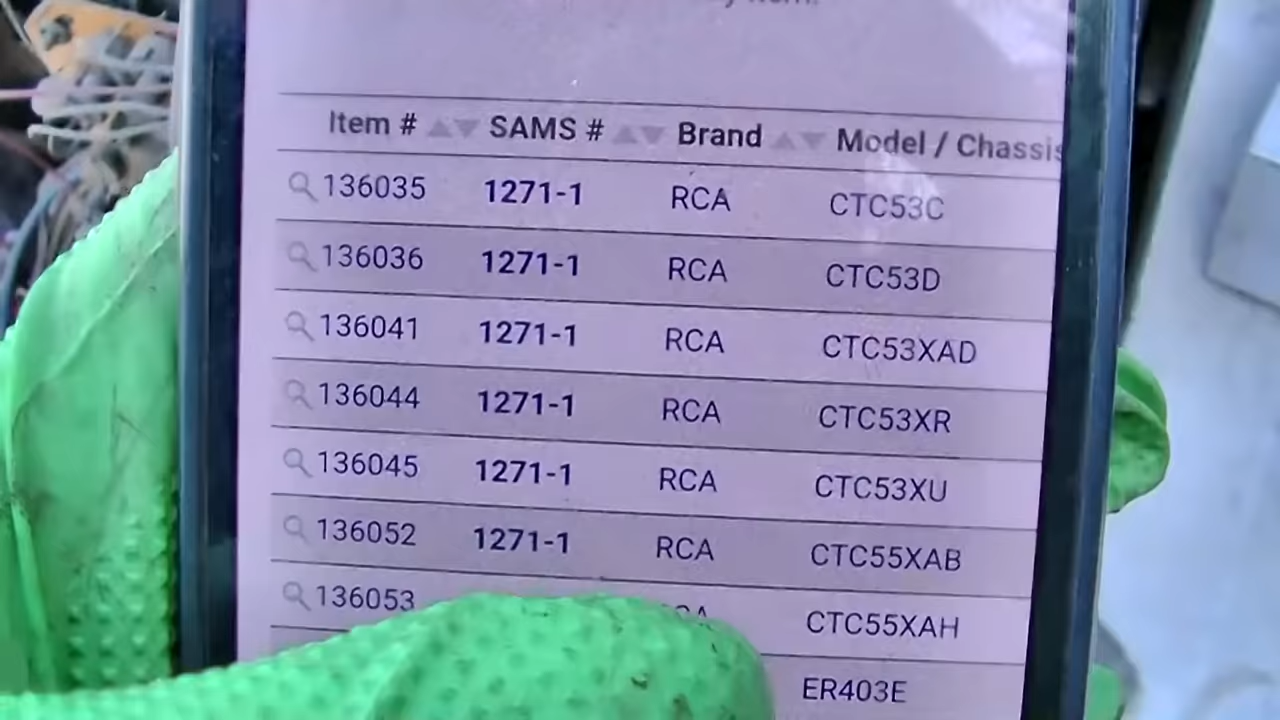 Item # SAMS # Brand Model / Chassis
136035 1271-1 RCA CTC53C
136036 1271-1 RCA CTC53D
136041 1271-1 RCA CTC53XAD
136044 1271-1 RCA CTC53XR
136045 1271-1 RCA CTC53XU
136052 1271-1 RCA CTC55XAB
136053 CTC55XAH
ER403E